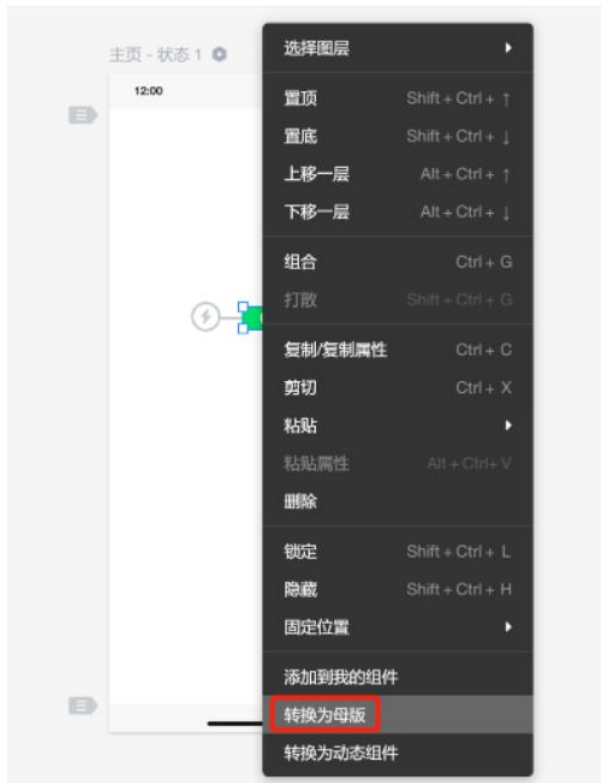 主页 - 状态 1
12:00
选择图层
置顶 Shift + Ctrl + ↑
置底 Shift + Ctrl + ↓
上移一层 Alt + Ctrl + ↑
下移一层 Alt + Ctrl + ↓
组合 Ctrl + G
打散 Shift + Ctrl + G
复制/复制属性 Ctrl + C
剪切 Ctrl + X
粘贴
粘贴属性 Alt + Ctrl+ V
删除
锁定 Shift + Ctrl + L
隐藏 Shift + Ctrl + H
固定位置
添加到我的组件
转换为母版
转换为动态组件